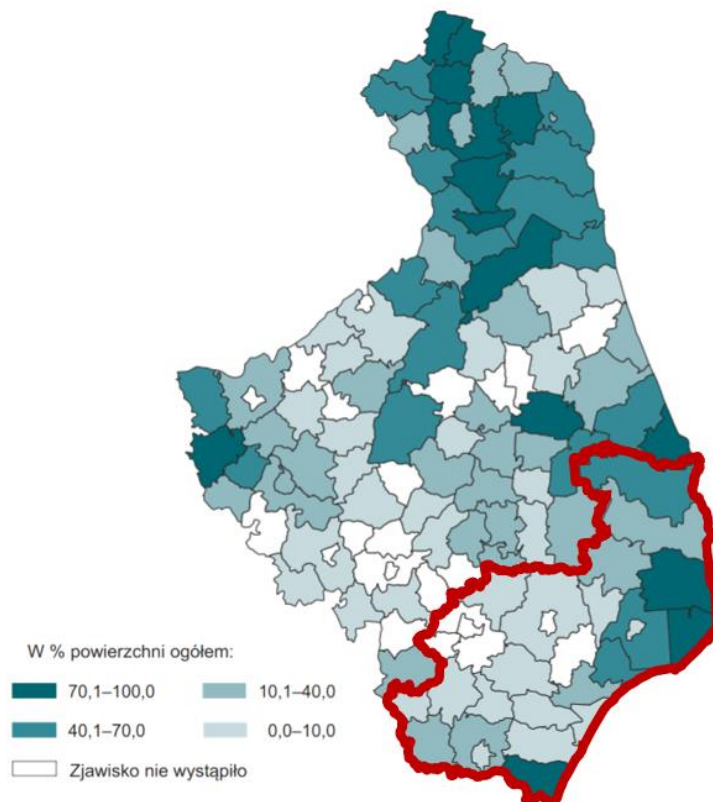 W % powierzchni ogółem:
70,1–100,0
10,1–40,0
40,1–70,0
0,0–10,0
Zjawisko nie wystąpiło